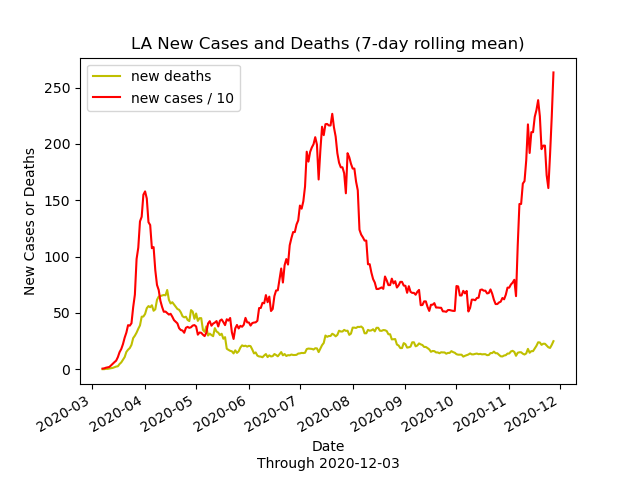 LA New Cases and Deaths (7-day rolling mean)
new deaths
new cases / 10
250
200
150
100
50
0
New Cases or Deaths
2020-03
2020-04
2020-05
2020-06
2020-07
2020-08
2020-09
2020-10
2020-11
2020-12
Date
Through 2020-12-03